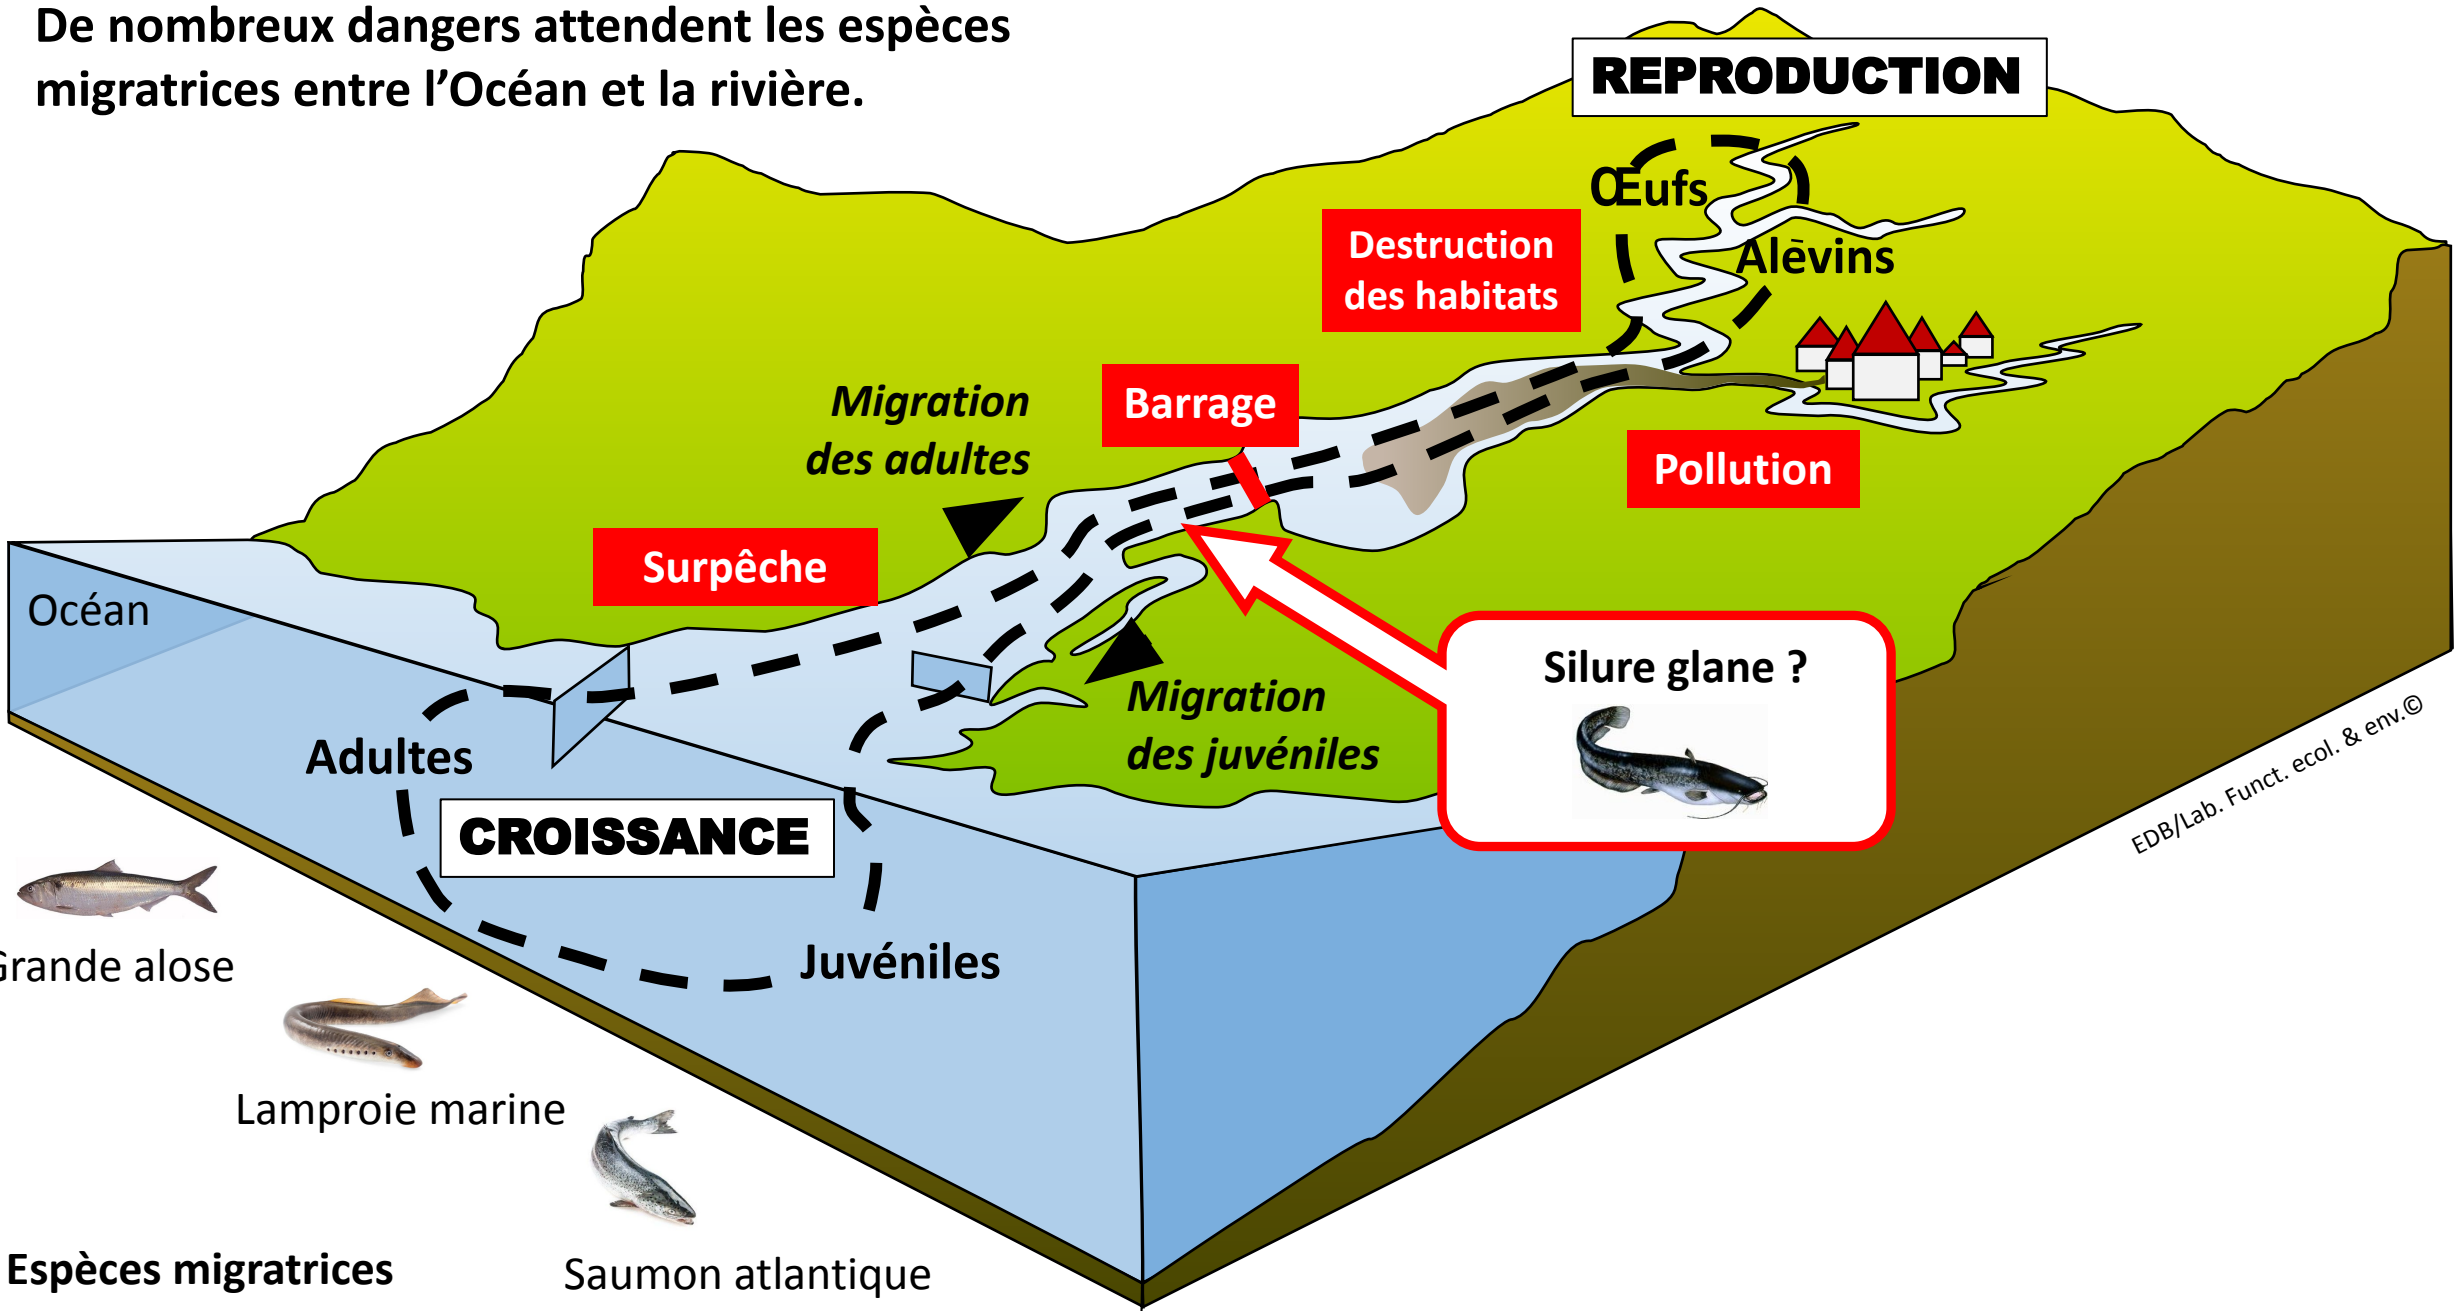 De nombreux dangers attendent les espèces
migratrices entre l'Océan et la rivière.
REPRODUCTION
Œufs
Alevins
Destruction
des habitats
Migration
des adultes
Barrage
Pollution
Surpêche
Océan
Silure glane ?
Migration
des juvéniles
Adultes
CROISSANCE
Juvéniles
EDB/Lab. Funct. ecol. & env.©
Grande alose
Lamproie marine
Espèces migratrices
Saumon atlantique